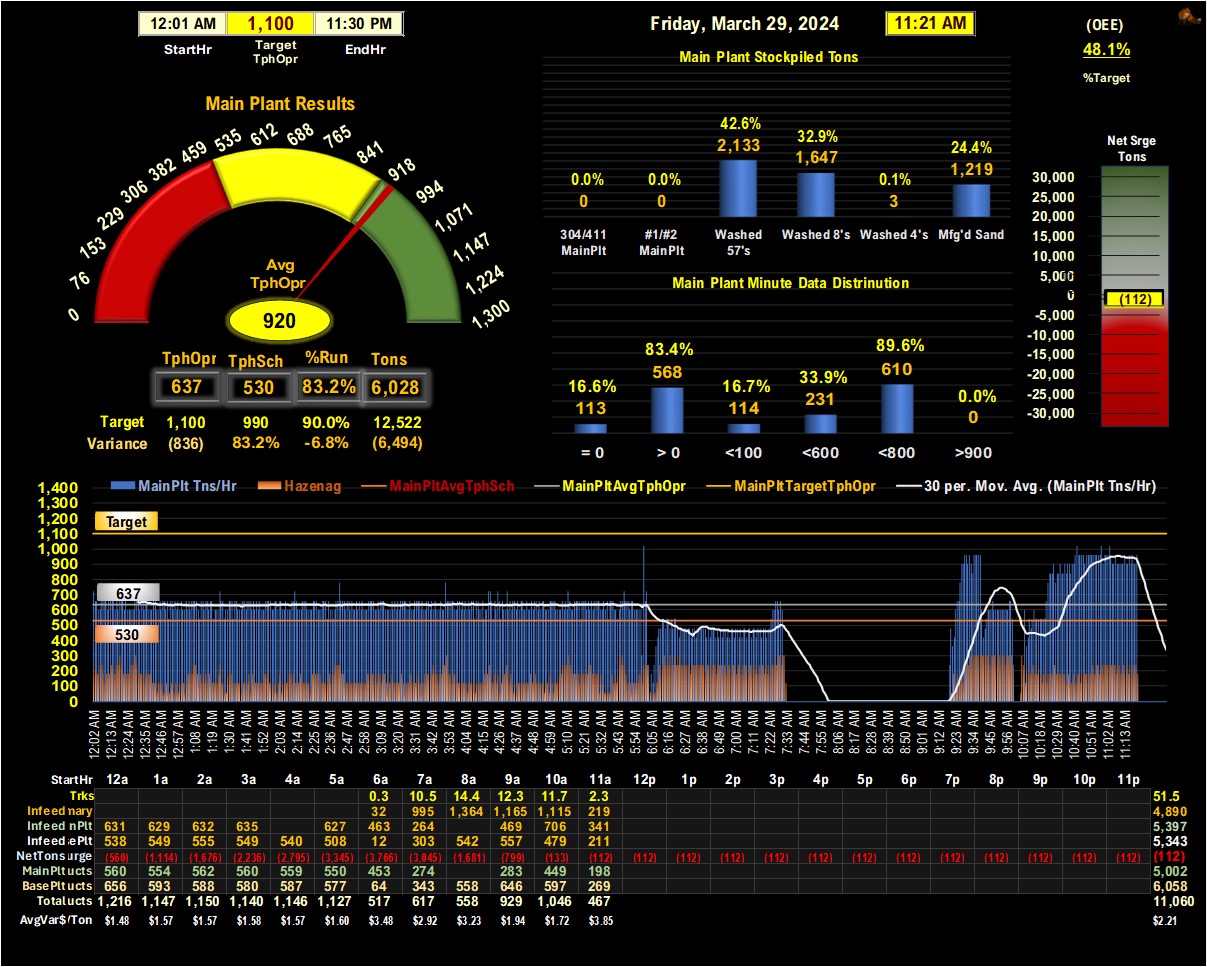 12:01 AM 1,100 11:30 PM
StartHr Target TphOpr EndHr
Friday, March 29, 2024 11:21 AM
(OEE)
48.1%
%Target
Main Plant Stockpiled Tons
42.6% 32.9% 24.4%
2,133 1,647 1,219
0.0% 0.0% 0.1%
0 0 3
304/411 MainPlt #1/#2 MainPlt Washed 57's Washed 8's Washed 4's Mfg'd Sand
Net Srge Tons
30,000
25,000
20,000
15,000
10,000
5,000
0
(112)
-5,000
-10,000
-15,000
-20,000
-25,000
-30,000
Main Plant Results
0 76 153 229 306 382 459 535 612 688 765 841 918 994 1,071 1,147 1,224 1,300
Avg
TphOpr
920
TphOpr TphSch %Run Tons
637 530 83.2% 6,028
Target 1,100 990 90.0% 12,522
Variance (836) 83.2% -6.8% (6,494)
Main Plant Minute Data Distrinution
16.6% 83.4% 16.7% 33.9% 89.6% 0.0%
113 568 114 231 610 0
= 0 > 0 <100 <600 <800 >900
MainPlt Tns/Hr Hazenag MainPltAvgTphSch MainPltAvgTphOpr MainPltTargetTphOpr 30 per. Mov. Avg. (MainPlt Tns/Hr)
1,400
1,300
1,200
1,100
1,000
900
800
700
600
500
400
300
200
100
0
Target
637
530
12:02 AM 12:13 AM 12:24 AM 12:35 AM 12:46 AM 12:57 AM 1:08 AM 1:19 AM 1:30 AM 1:41 AM 1:52 AM 2:03 AM 2:14 AM 2:25 AM 2:36 AM 2:47 AM 2:58 AM 3:09 AM 3:20 AM 3:31 AM 3:42 AM 3:53 AM 4:04 AM 4:15 AM 4:26 AM 4:37 AM 4:48 AM 4:59 AM 5:10 AM 5:21 AM 5:32 AM 5:43 AM 5:54 AM 6:05 AM 6:16 AM 6:27 AM 6:38 AM 6:49 AM 7:00 AM 7:11 AM 7:22 AM 7:33 AM 7:44 AM 7:55 AM 8:06 AM 8:17 AM 8:28 AM 8:39 AM 8:50 AM 9:01 AM 9:12 AM 9:23 AM 9:34 AM 9:45 AM 9:56 AM 10:07 AM 10:18 AM 10:29 AM 10:40 AM 10:51 AM 11:02 AM 11:13 AM
StartHr 12a 1a 2a 3a 4a 5a 6a 7a 8a 9a 10a 11a 12p 1p 2p 3p 4p 5p 6p 7p 8p 9p 10p 11p
Trks 0.3 10.5 14.4 12.3 11.7 2.3 51.5
Infeed nary 32 995 1,364 1,165 1,115 219 4,890
Infeed nPlt 631 629 632 635 627 463 264 469 706 341 5,397
Infeed ePlt 538 549 555 549 540 508 12 303 542 557 479 211 5,343
NetTons urge (560) (1,114) (1,676) (2,236) (2,795) (3,345) (3,766) (3,045) (1,681) (799) (133) (112) (112) (112) (112) (112) (112) (112) (112) (112) (112) (112) (112) (112) (112)
MainPlt ucts 560 554 562 560 559 550 453 274 283 449 198 5,002
BasePlt ucts 656 593 588 580 587 577 64 343 558 646 597 269 6,058
Total ucts 1,216 1,147 1,150 1,140 1,146 1,127 517 617 558 929 1,046 467 11,060
AvgVar$/Ton $1.48 $1.57 $1.57 $1.58 $1.57 $1.60 $3.48 $2.92 $3.23 $1.94 $1.72 $3.85 $2.21